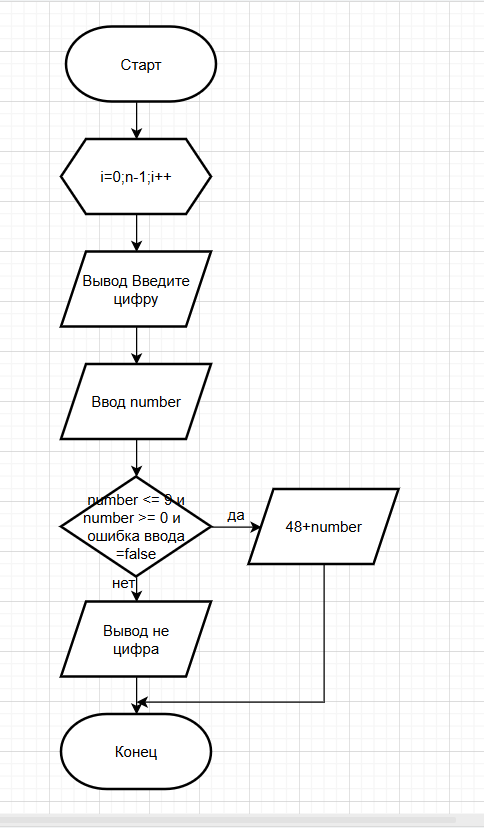 Старт
i=0;n-1;i++
Вывод Введите
цифру
Ввод number
number <= 9 и
number >= 0 и
ошибка ввода
=false
да
48+number
нет
Вывод не
цифра
Конец